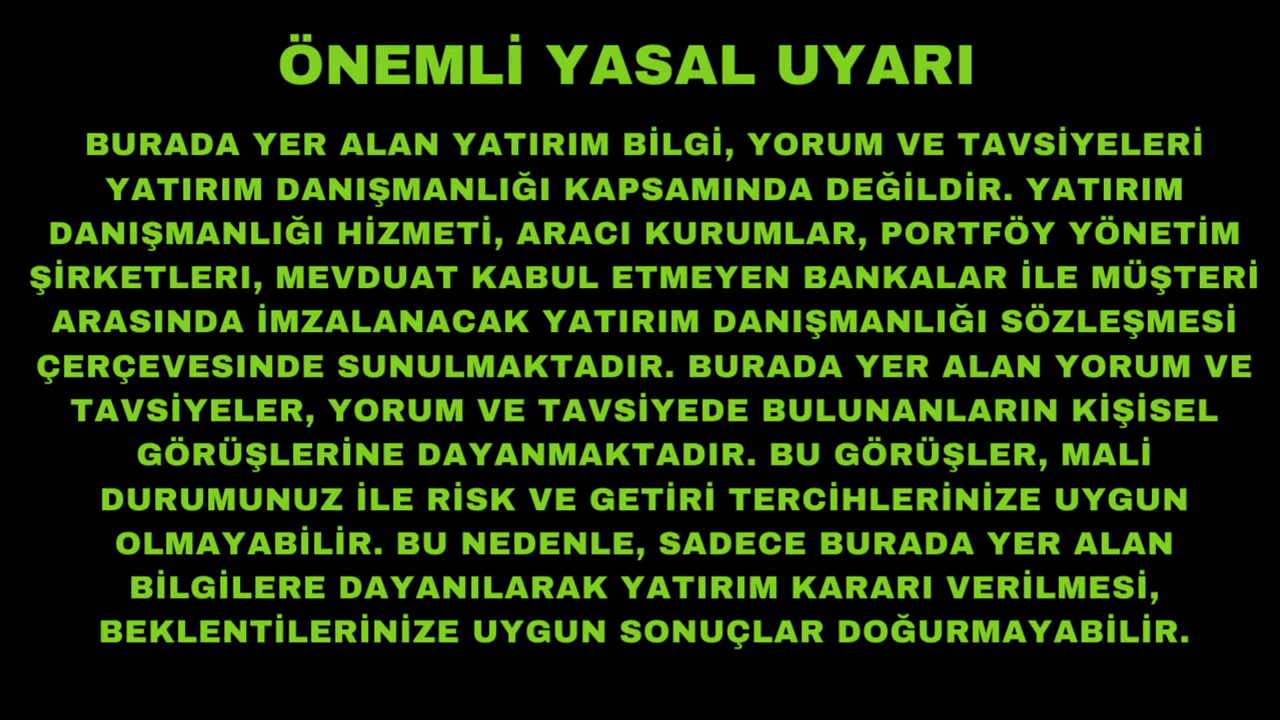 ÖNEMLİ YASAL UYARI
BURADA YER ALAN YATIRIM BİLGİ, YORUM VE TAVSİYELERİ
YATIRIM DANIŞMANLIĞI KAPSAMINDA DEĞİLDİR. YATIRIM
DANIŞMANLIĞI HİZMETİ, ARACI KURUMLAR, PORTFÖY YÖNETİM
ŞİRKETLERI, MEVDUAT KABUL ETMEYEN BANKALAR İLE MÜŞTERİ
ARASINDA İMZALANACAK YATIRIM DANIŞMANLIĞI SÖZLEŞMESİ
ÇERÇEVESINDE SUNULMAKTADIR. BURADA YER ALAN YORUM VE
TAVSİYELER, YORUM VE TAVSİYEDE BULUNANLARIN KİŞİSEL
GÖRÜŞLERİNE DAYANMAKTADIR. BU GÖRÜŞLER, MALİ
DURUMUNUZ İLE RİSK VE GETİRİ TERCİHLERİNİZE UYGUN
OLMAYABİLİR. BU NEDENLE, SADECE BURADA YER ALAN
BİLGİLERE DAYANILARAK YATIRIM KARARI VERİLMESİ,
BEKLENTİLERİNİZE UYGUN SONUÇLAR DOĞURMAYABİLİR.